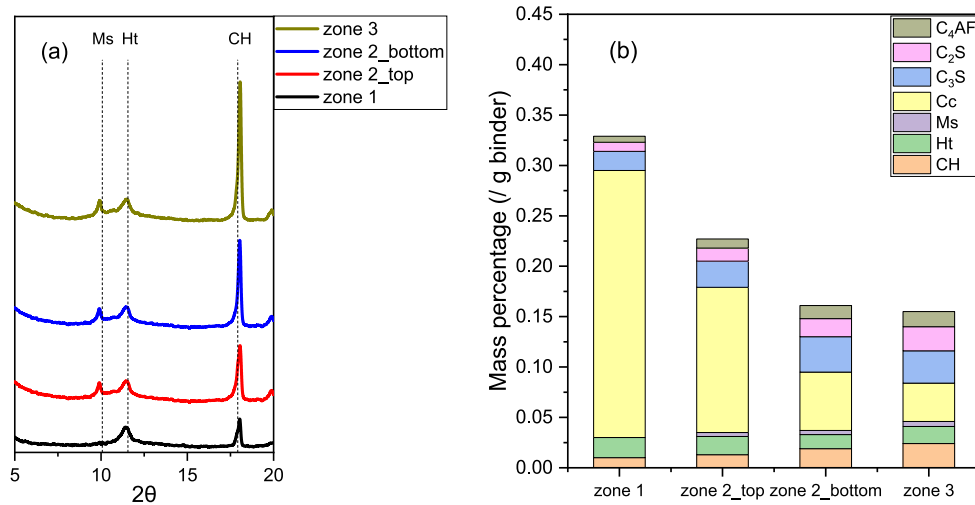 (a)
Ms Ht CH
zone 3
zone 2_bottom
zone 2_top
zone 1
5 10 15 20
2θ
(b)
C₄AF
C₂S
C₃S
Cc
Ms
Ht
CH
Mass percentage (/ g binder)
0.45
0.40
0.35
0.30
0.25
0.20
0.15
0.10
0.05
0.00
zone 1 zone 2_top zone 2_bottom zone 3